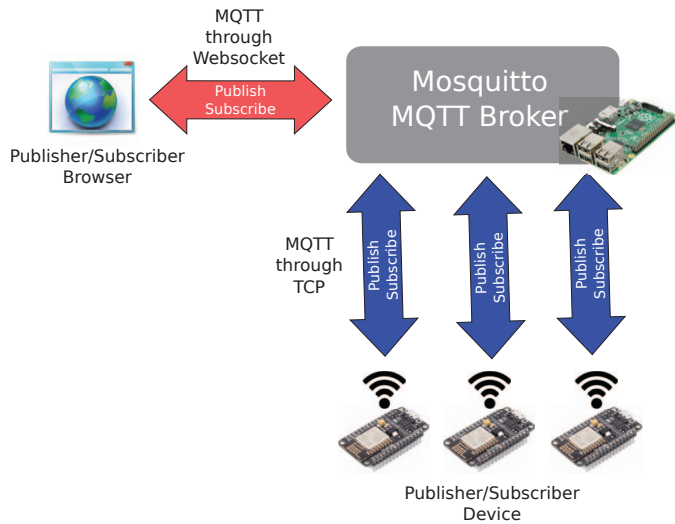 MQTT
through
Websocket
Publish
Subscribe
Mosquitto
MQTT Broker
Publisher/Subscriber
Browser
MQTT
through
TCP
Publish
Subscribe
Publish
Subscribe
Publish
Subscribe
Publisher/Subscriber
Device